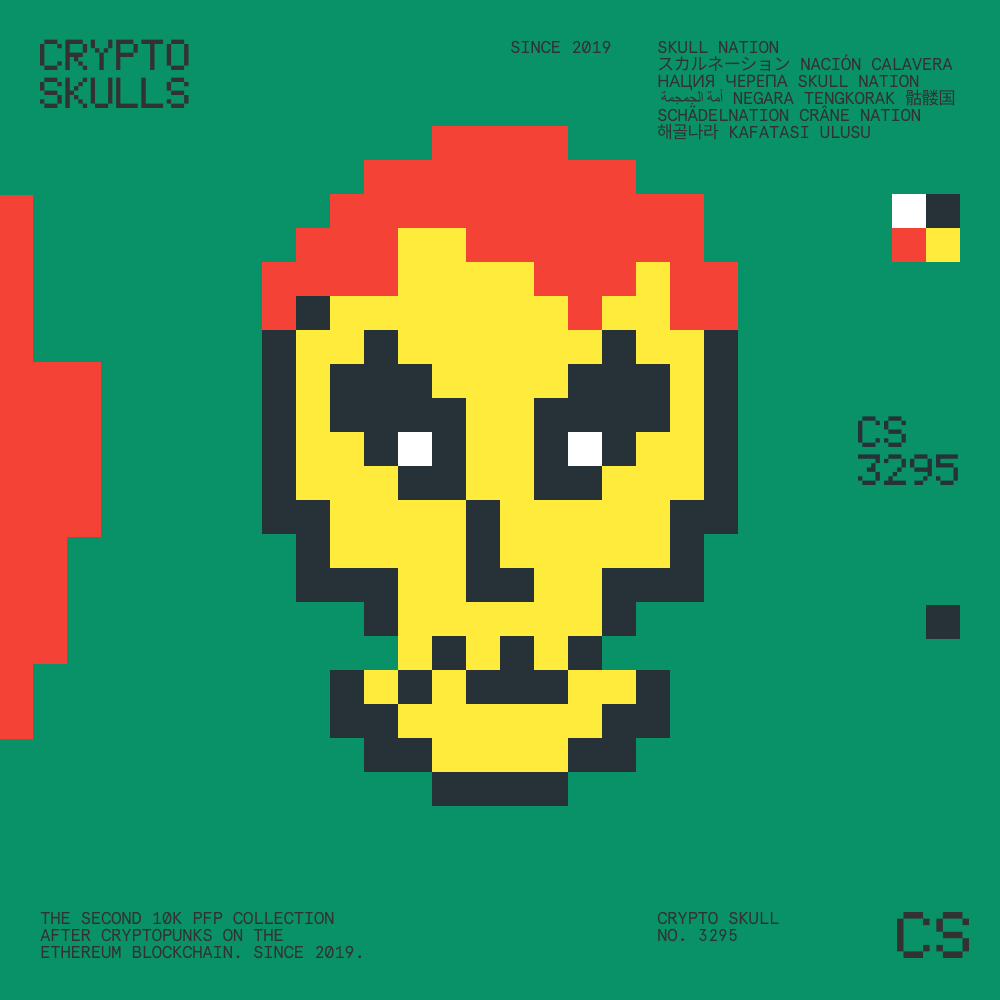 CRYPTO
SKULLS
SINCE 2019
SKULL NATION
スカルネーション NACIÓN CALAVERA
НАЦИЯ ЧЕРЕПА SKULL NATION
أمة الجمجمة NEGARA TENGKORAK 骷髅国
SCHÄDELNATION CRÂNE NATION
해골나라 KAFATASI ULUSU
CS
3295
THE SECOND 10K PFP COLLECTION
AFTER CRYPTOPUNKS ON THE
ETHEREUM BLOCKCHAIN. SINCE 2019.
CRYPTO SKULL
NO. 3295
CS